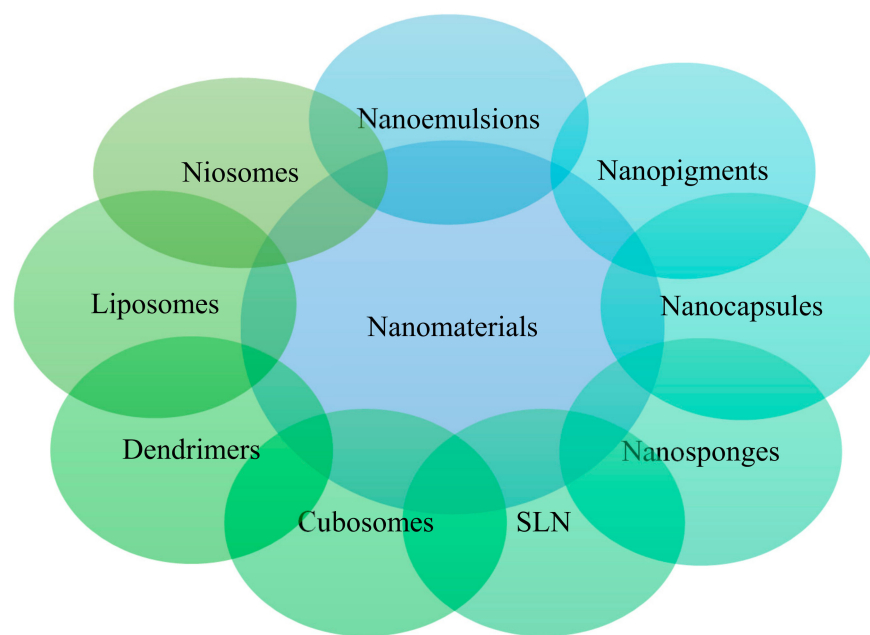 Nanoemulsions
Niosomes
Nanopigments
Liposomes
Nanocapsules
Nanomaterials
Dendrimers
Nanosponges
Cubosomes
SLN